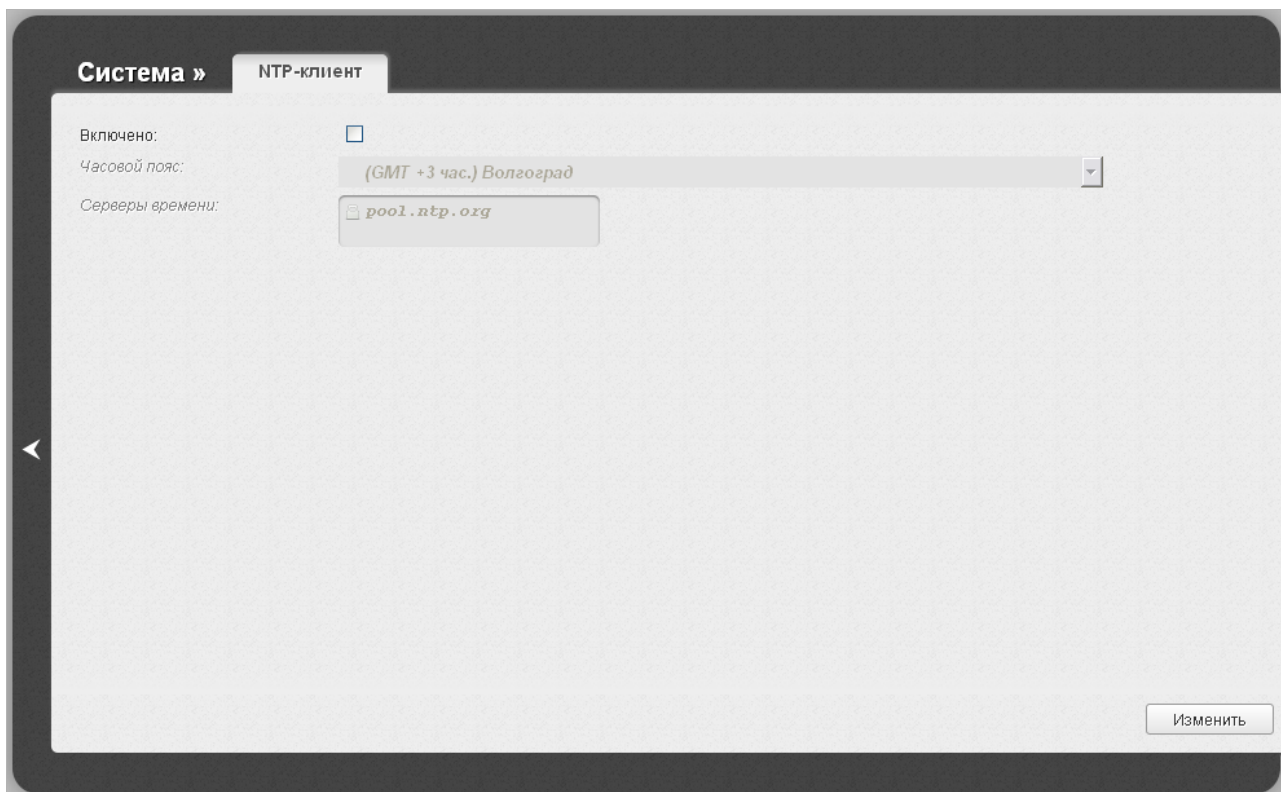 Система »
NTP-клиент
Включено:
Часовой пояс:
(GMT +3 час.) Волгоград
Серверы времени:
pool.ntp.org
Изменить